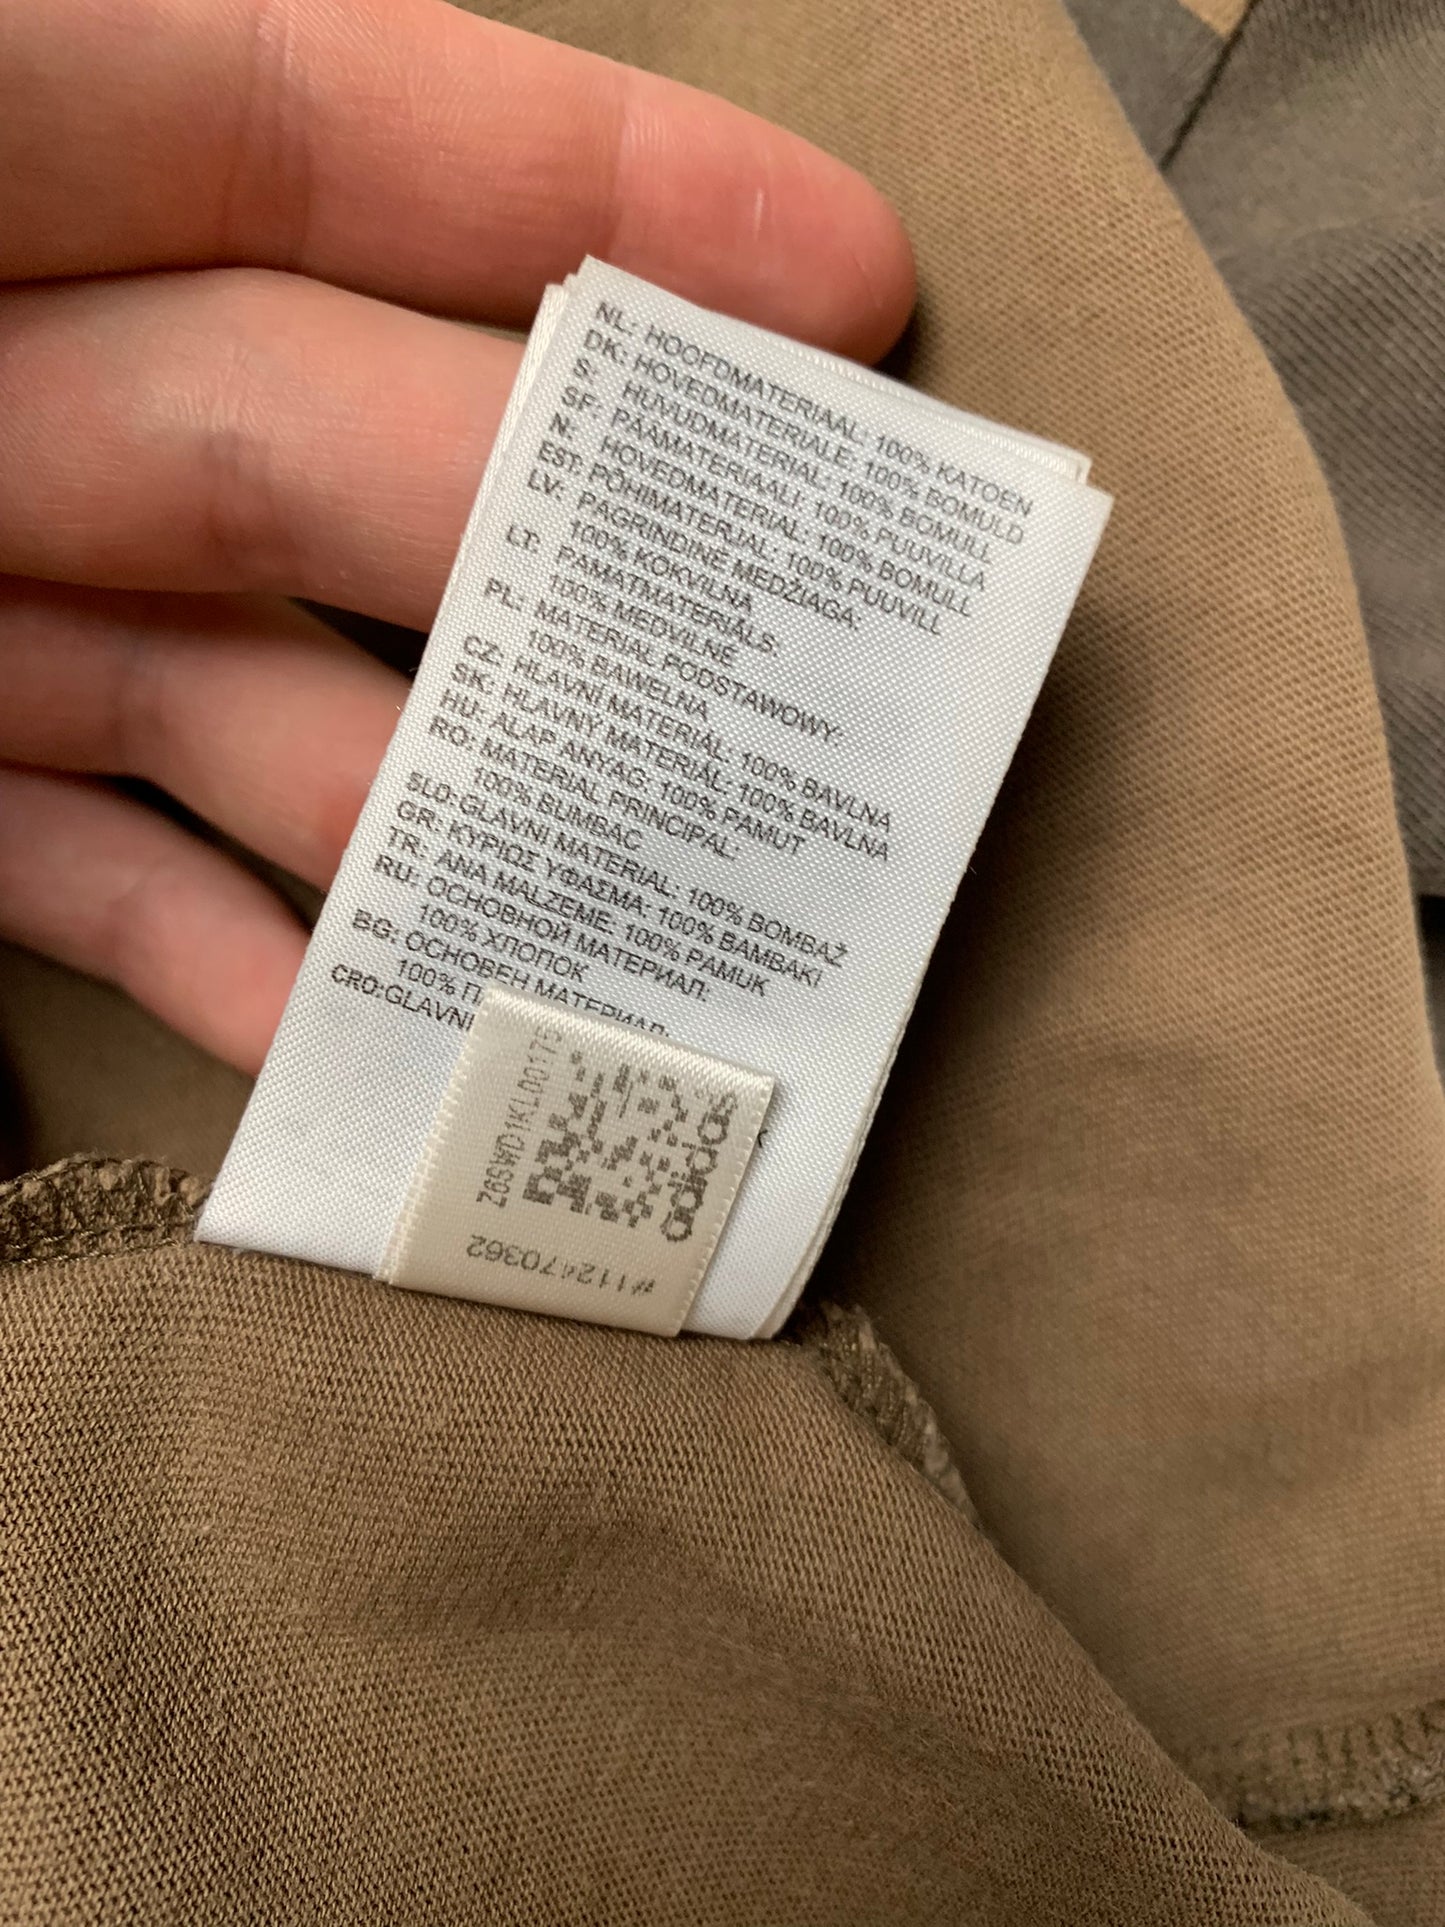 NL: HOOFDMATERIAAL: 100% KATOEN
DK: HOVEDMATERIALE: 100% BOMULD
S: HUVUDMATERIAL: 100% BOMULL
SF: PÄÄMATERIAALI: 100% PUUVILLA
N: HOVEDMATERIAL: 100% BOMULL
EST: PÕHIMATERJAL: 100% PUUVILL
LV: PAGRINDINĖ MEDŽIAGA:
100% KOKVILNA
LT: PAMATMATERIĀLS:
100% MEDVILNĖ
PL: MATERIAŁ PODSTAWOWY:
100% BAWEŁNA
CZ: HLAVNÍ MATERIÁL: 100% BAVLNA
SK: HLAVNÝ MATERIÁL: 100% BAVLNA
HU: ALAP ANYAG: 100% PAMUT
RO: MATERIAL PRINCIPAL:
100% BUMBAC
SLO: GLAVNI MATERIAL: 100% BOMBAŽ
GR: ΚΥΡΙΩΣ ΥΦΑΣΜΑ: 100% ΒΑΜΒΑΚΙ
TR: ANA MALZEME: 100% PAMUK
RU: ОСНОВНОЙ МАТЕРИАЛ:
100% ХЛОПОК
BG: ОСНОВЕН МАТЕРИАЛ:
100%
CRO: GLAVNI
Z6SWD1KL00175
adidas
#112470362